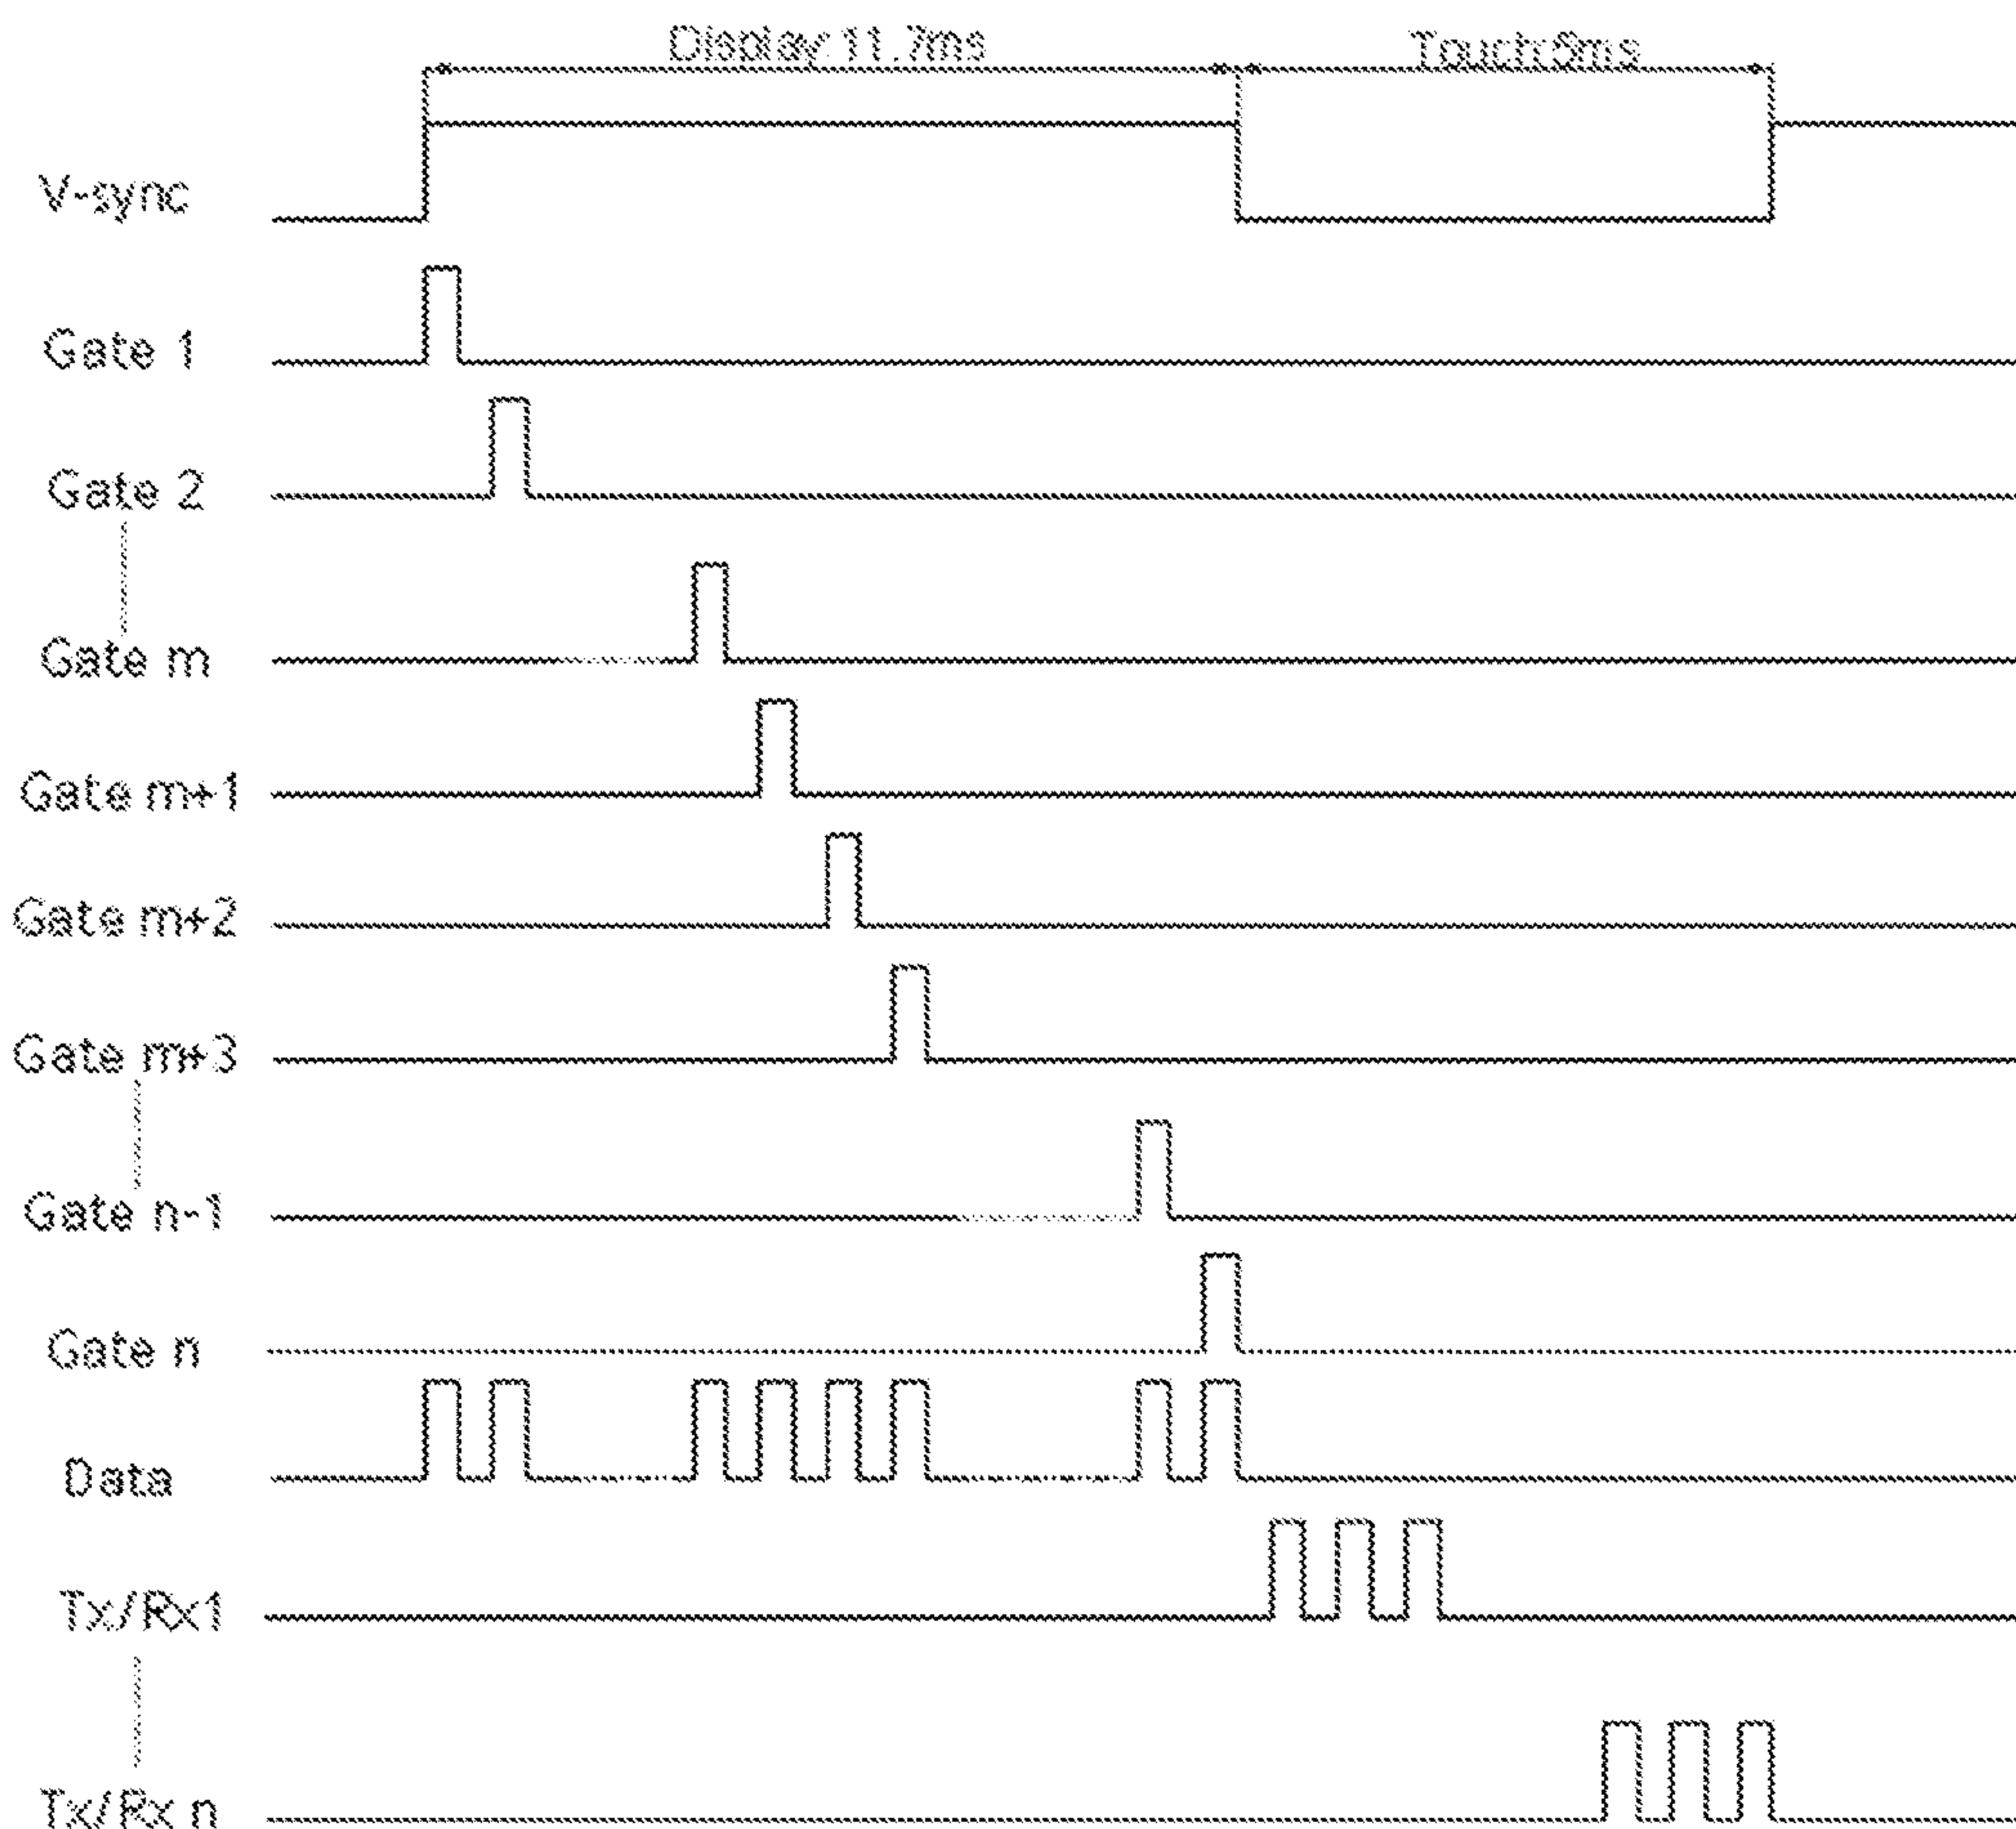 Display:11.7ms
Touch:5ms
V-sync
Gate 1
Gate 2
Gate m
Gate m+1
Gate m+2
Gate m+3
Gate n-1
Gate n
Data
Tx/Rx1
Tx/Rx n